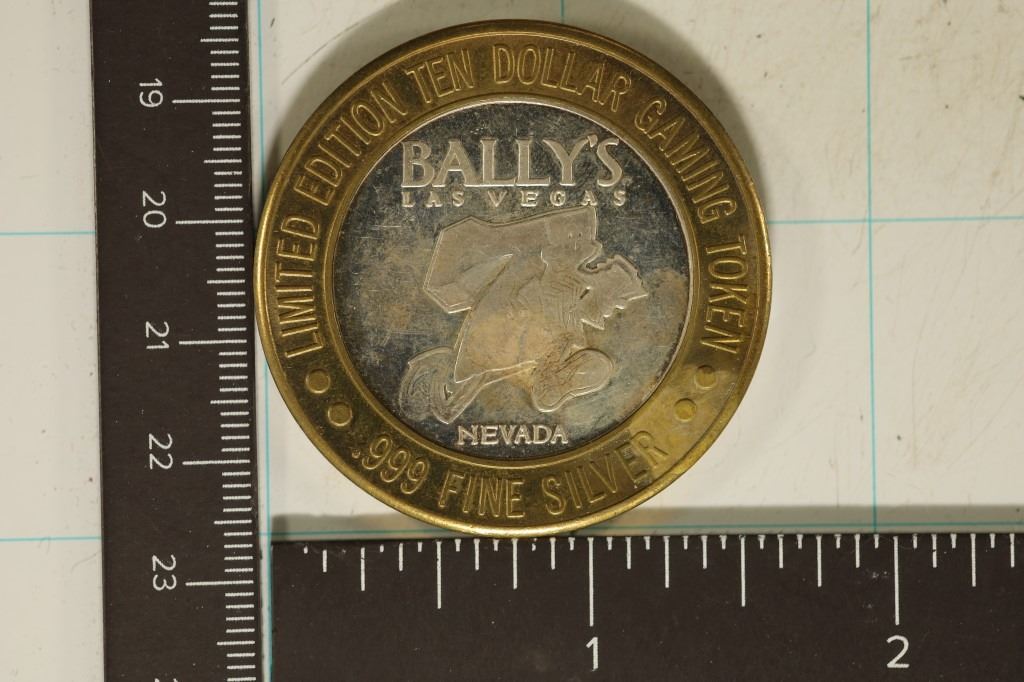 LIMITED EDITION TEN DOLLAR GAMING TOKEN
BALLY'S
LAS VEGAS
NEVADA
.999 FINE SILVER
19
20
21
22
23
1
2